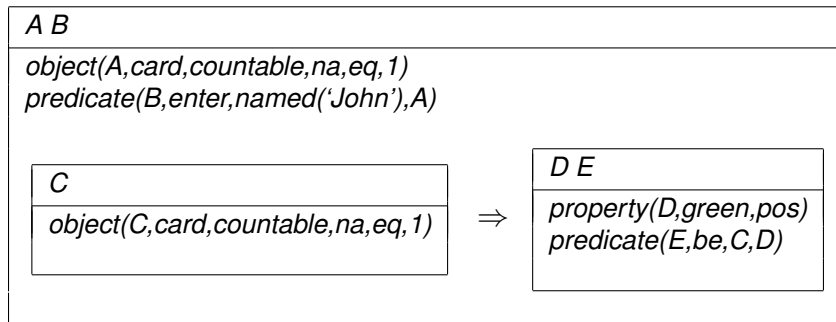 A B
object(A,card,countable,na,eq,1)
predicate(B,enter,named(‘John’),A)
C
object(C,card,countable,na,eq,1)
⇒
D E
property(D,green,pos)
predicate(E,be,C,D)